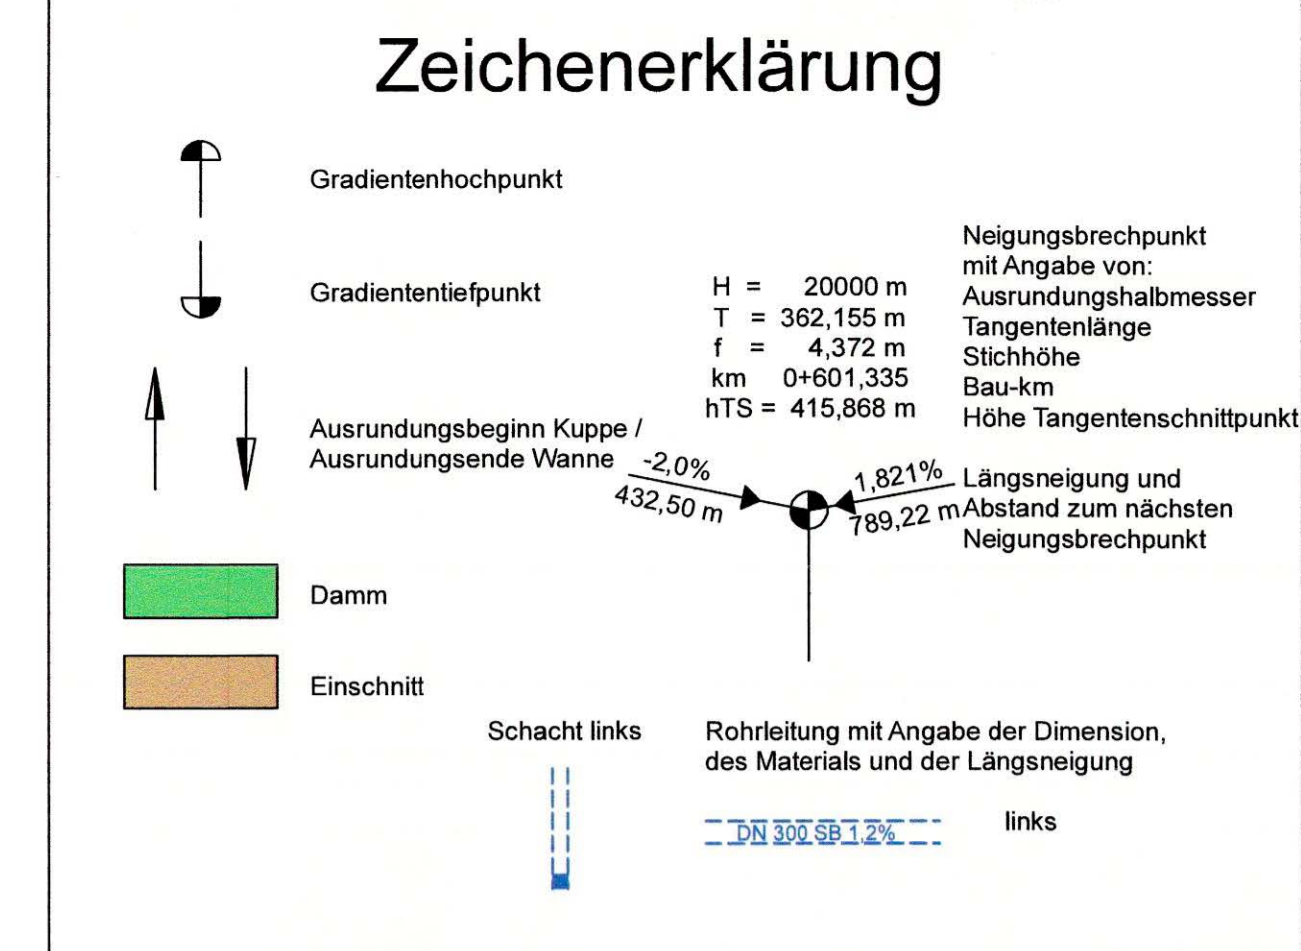 Zeichenerklärung
Gradientenhochpunkt
Gradiententiefpunkt
Ausrundungsbeginn Kuppe /
Ausrundungsende Wanne
H = 20000 m
T = 362,155 m
f = 4,372 m
km 0+601,335
hTS = 415,868 m
Neigungsbrechpunkt
mit Angabe von:
Ausrundungshalbmesser
Tangentenlänge
Stichhöhe
Bau-km
Höhe Tangentenschnittpunkt
-2,0%
432,50 m
1,821%
789,22 m
Längsneigung und
Abstand zum nächsten
Neigungsbrechpunkt
Damm
Einschnitt
Schacht links
Rohrleitung mit Angabe der Dimension,
des Materials und der Längsneigung
DN 300 SB 1,2%
links